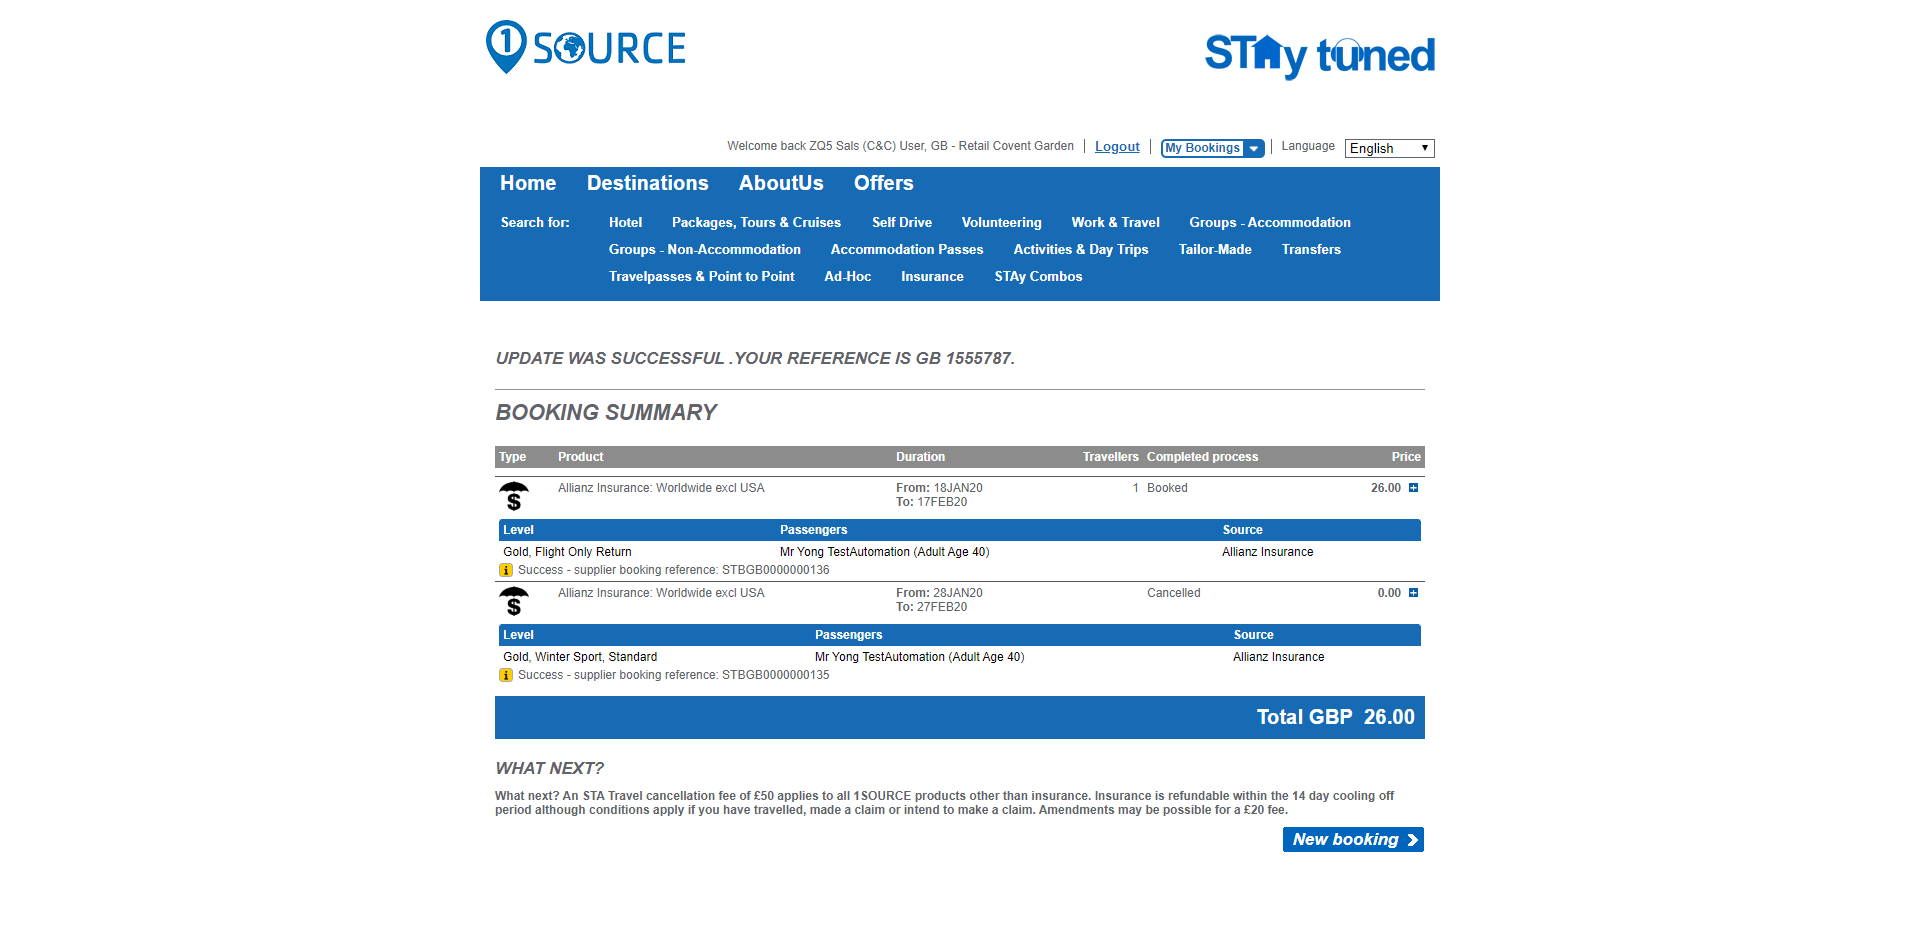 1 SOURCE
STAy tuned
Welcome back ZQ5 Sals (C&C) User, GB - Retail Covent Garden Logout My Bookings Language English
Home Destinations AboutUs Offers
Search for: Hotel Packages, Tours & Cruises Self Drive Volunteering Work & Travel Groups - Accommodation
Groups - Non-Accommodation Accommodation Passes Activities & Day Trips Tailor-Made Transfers
Travelpasses & Point to Point Ad-Hoc Insurance STAy Combos
UPDATE WAS SUCCESSFUL .YOUR REFERENCE IS GB 1555787.
BOOKING SUMMARY
Type Product Duration Travellers Completed process Price
Allianz Insurance: Worldwide excl USA From: 18JAN20 1 Booked 26.00
To: 17FEB20
Level Passengers Source
Gold, Flight Only Return Mr Yong TestAutomation (Adult Age 40) Allianz Insurance
Success - supplier booking reference: STBGB0000000136
Allianz Insurance: Worldwide excl USA From: 28JAN20 Cancelled 0.00
To: 27FEB20
Level Passengers Source
Gold, Winter Sport, Standard Mr Yong TestAutomation (Adult Age 40) Allianz Insurance
Success - supplier booking reference: STBGB0000000135
Total GBP 26.00
WHAT NEXT?
What next? An STA Travel cancellation fee of £50 applies to all 1SOURCE products other than insurance. Insurance is refundable within the 14 day cooling off
period although conditions apply if you have travelled, made a claim or intend to make a claim. Amendments may be possible for a £20 fee.
New booking